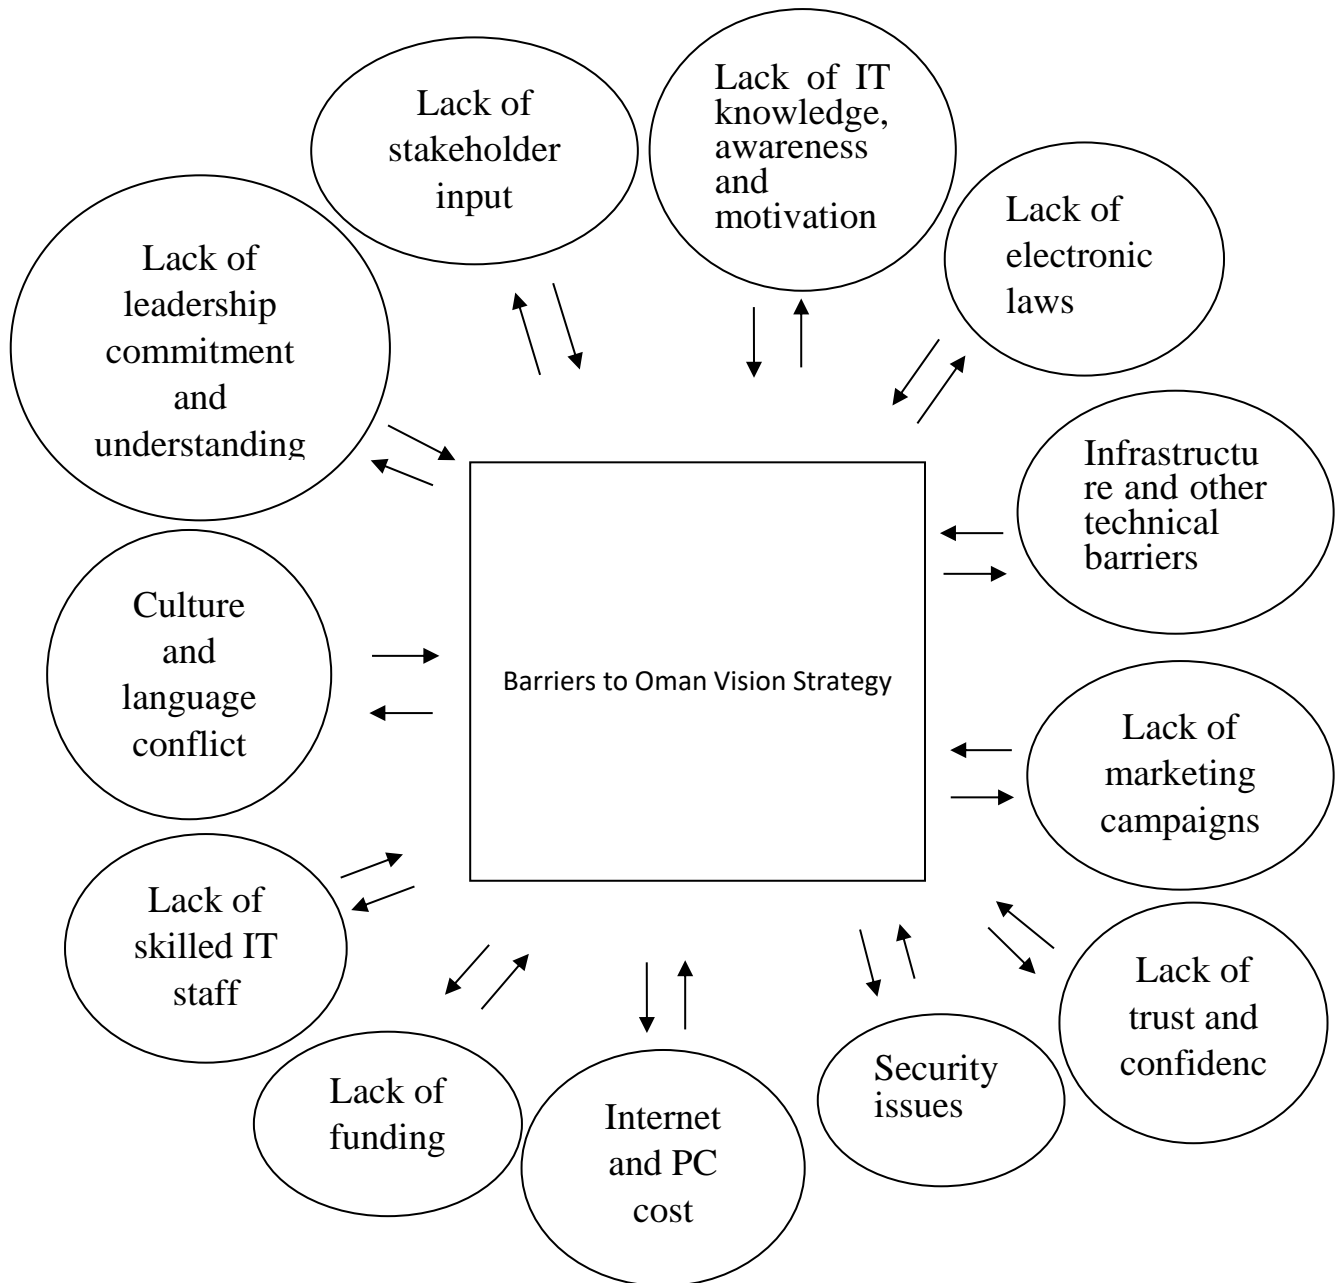 Lack of
stakeholder
input
Lack of IT
knowledge,
awareness
and
motivation
Lack of
electronic
laws
Lack of
leadership
commitment
and
understanding
Infrastructu
re and other
technical
barriers
Culture
and
language
conflict
Barriers to Oman Vision Strategy
Lack of
marketing
campaigns
Lack of
skilled IT
staff
Lack of
trust and
confidenc
Security
issues
Lack of
funding
Internet
and PC
cost